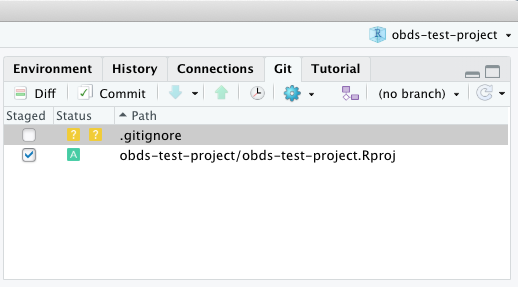 obds-test-project
Environment History Connections Git Tutorial
Diff Commit (no branch)
Staged Status Path
? ? .gitignore
A obds-test-project/obds-test-project.Rproj